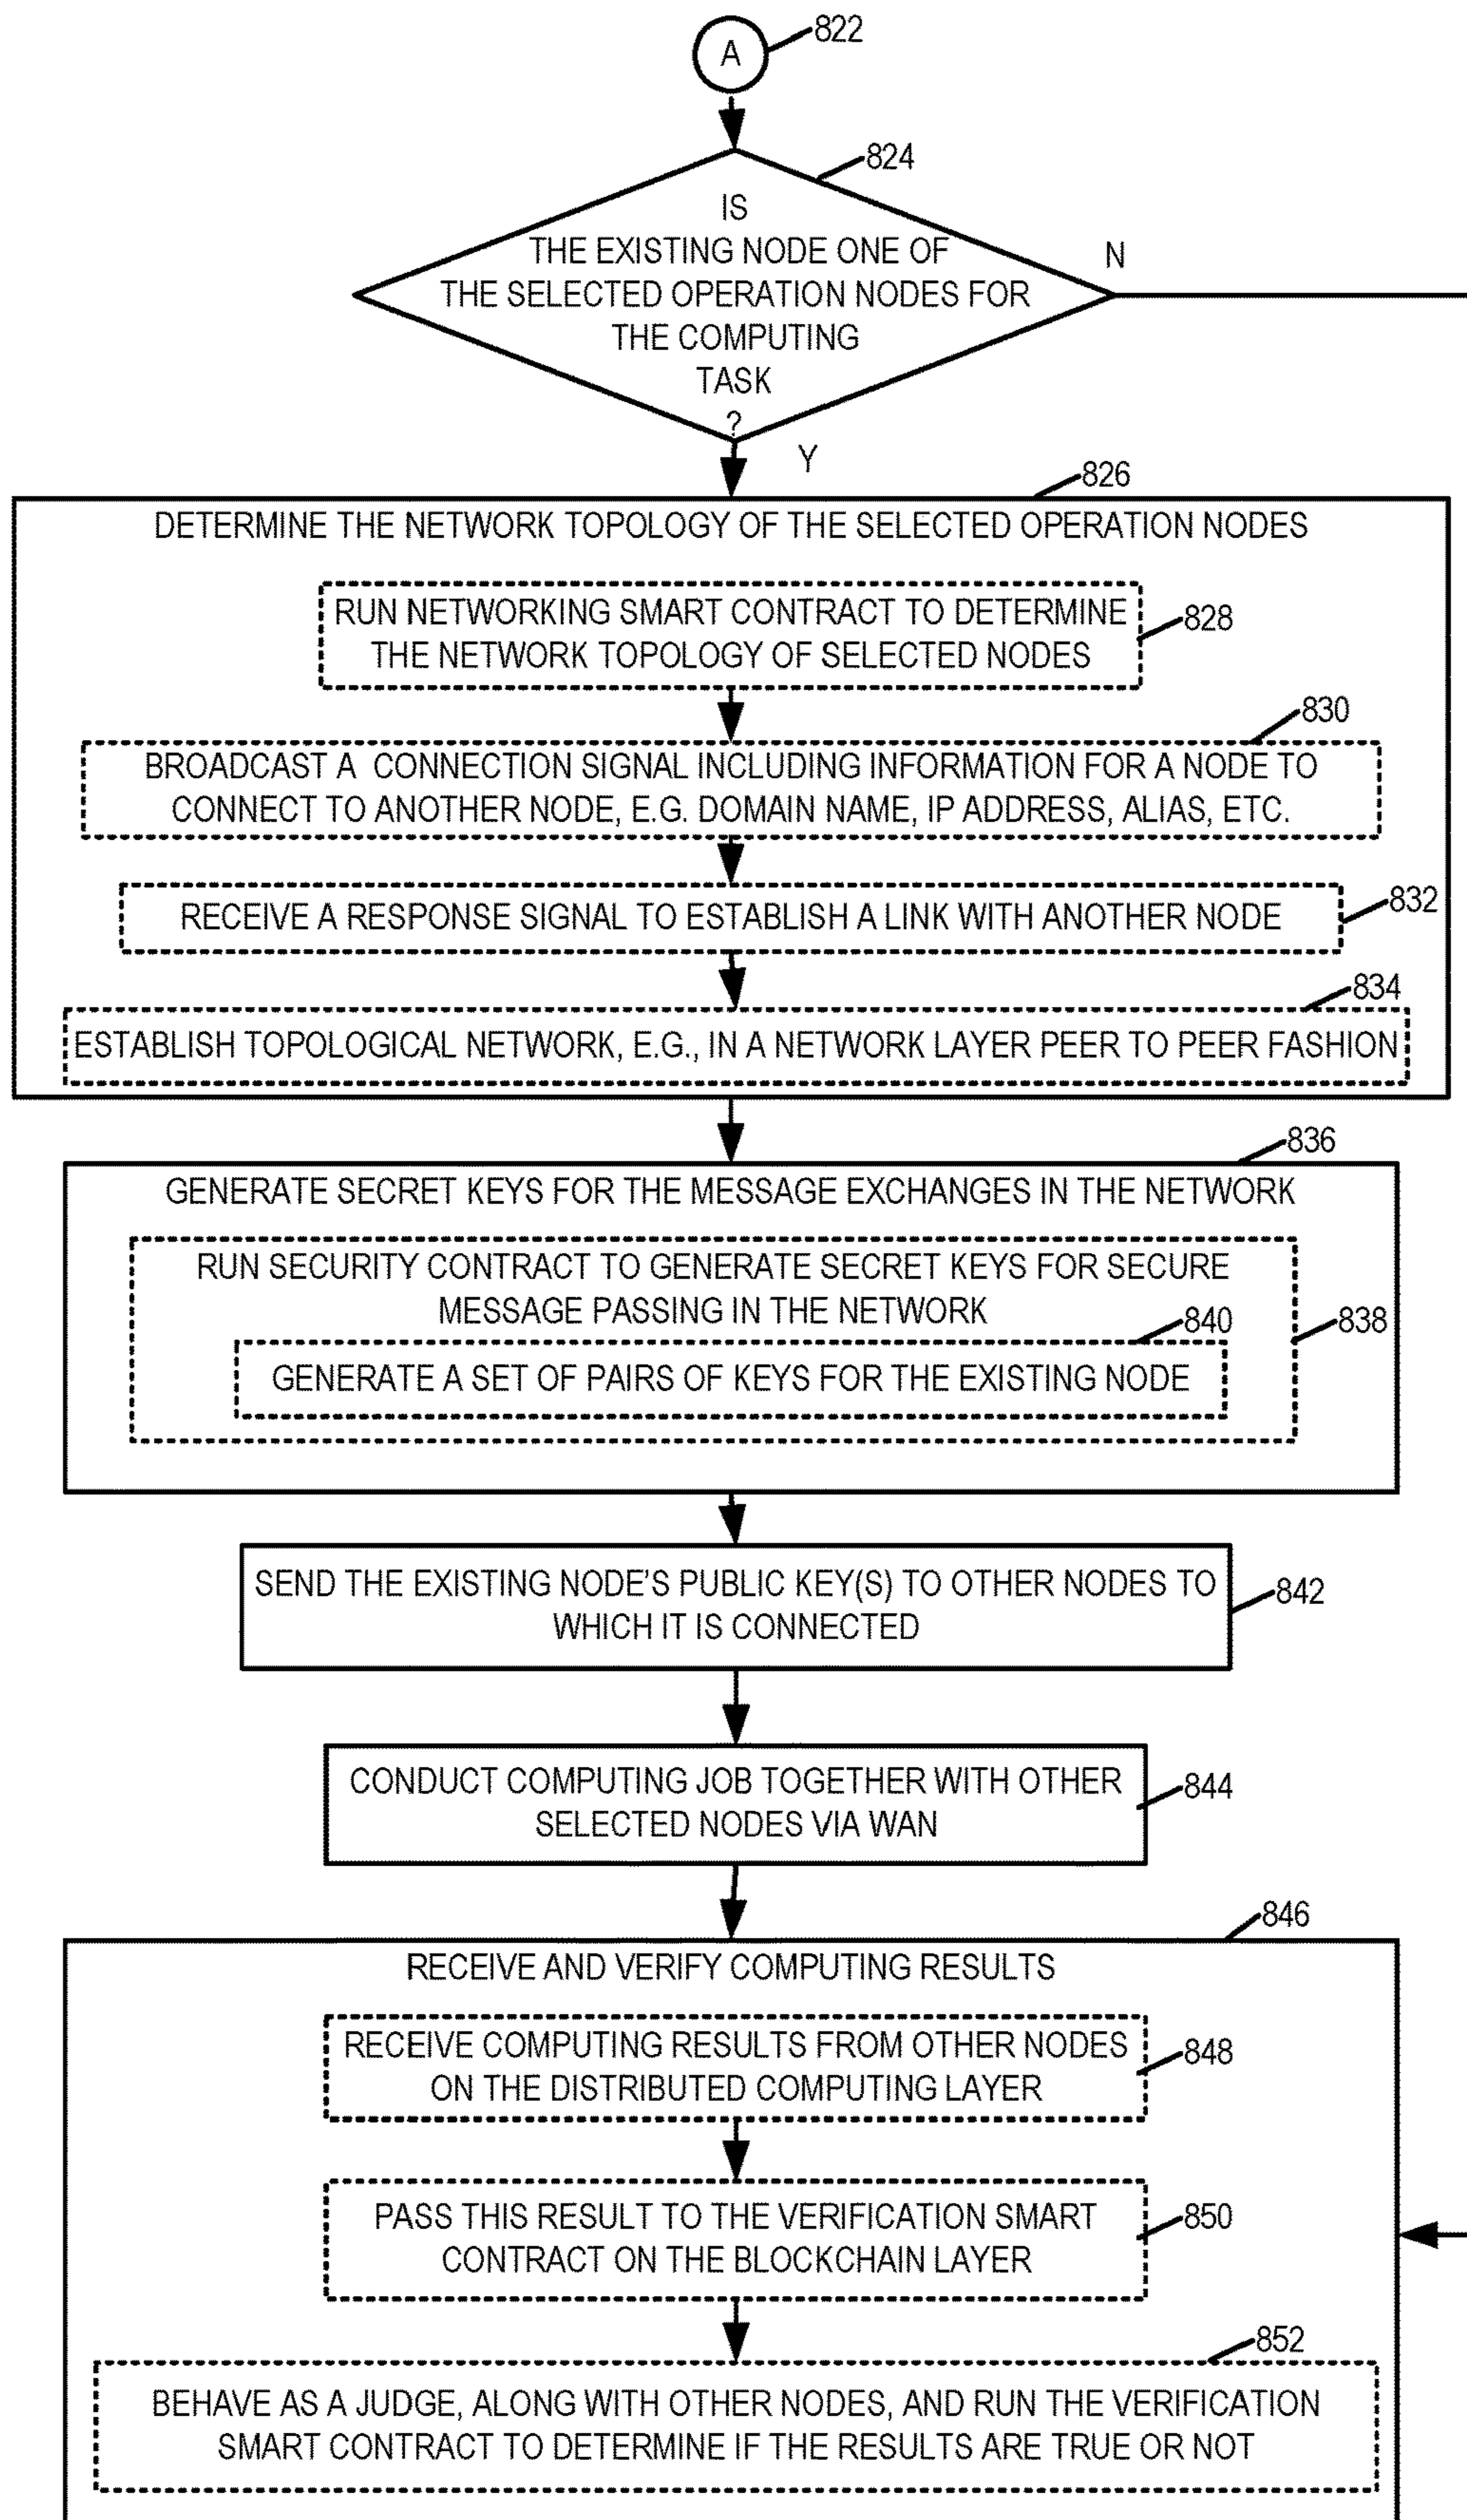 A
822
824
IS
THE EXISTING NODE ONE OF
THE SELECTED OPERATION NODES FOR
THE COMPUTING
TASK
?
N
Y
826
DETERMINE THE NETWORK TOPOLOGY OF THE SELECTED OPERATION NODES
RUN NETWORKING SMART CONTRACT TO DETERMINE
THE NETWORK TOPOLOGY OF SELECTED NODES
828
830
BROADCAST A CONNECTION SIGNAL INCLUDING INFORMATION FOR A NODE TO
CONNECT TO ANOTHER NODE, E.G. DOMAIN NAME, IP ADDRESS, ALIAS, ETC.
RECEIVE A RESPONSE SIGNAL TO ESTABLISH A LINK WITH ANOTHER NODE
832
834
ESTABLISH TOPOLOGICAL NETWORK, E.G., IN A NETWORK LAYER PEER TO PEER FASHION
836
GENERATE SECRET KEYS FOR THE MESSAGE EXCHANGES IN THE NETWORK
RUN SECURITY CONTRACT TO GENERATE SECRET KEYS FOR SECURE
MESSAGE PASSING IN THE NETWORK
840
838
GENERATE A SET OF PAIRS OF KEYS FOR THE EXISTING NODE
SEND THE EXISTING NODE'S PUBLIC KEY(S) TO OTHER NODES TO
WHICH IT IS CONNECTED
842
CONDUCT COMPUTING JOB TOGETHER WITH OTHER
SELECTED NODES VIA WAN
844
846
RECEIVE AND VERIFY COMPUTING RESULTS
RECEIVE COMPUTING RESULTS FROM OTHER NODES
ON THE DISTRIBUTED COMPUTING LAYER
848
PASS THIS RESULT TO THE VERIFICATION SMART
CONTRACT ON THE BLOCKCHAIN LAYER
850
852
BEHAVE AS A JUDGE, ALONG WITH OTHER NODES, AND RUN THE VERIFICATION
SMART CONTRACT TO DETERMINE IF THE RESULTS ARE TRUE OR NOT